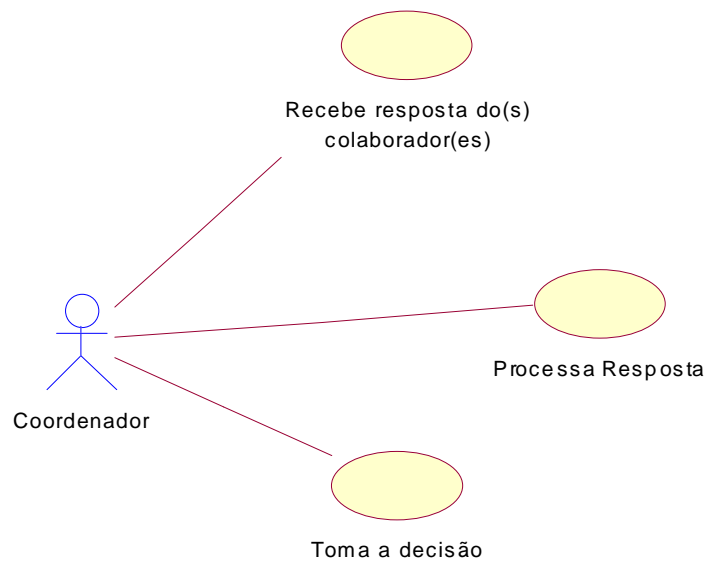 Recebe resposta do(s)
colaborador(es)
Processa Resposta
Coordenador
Toma a decisão